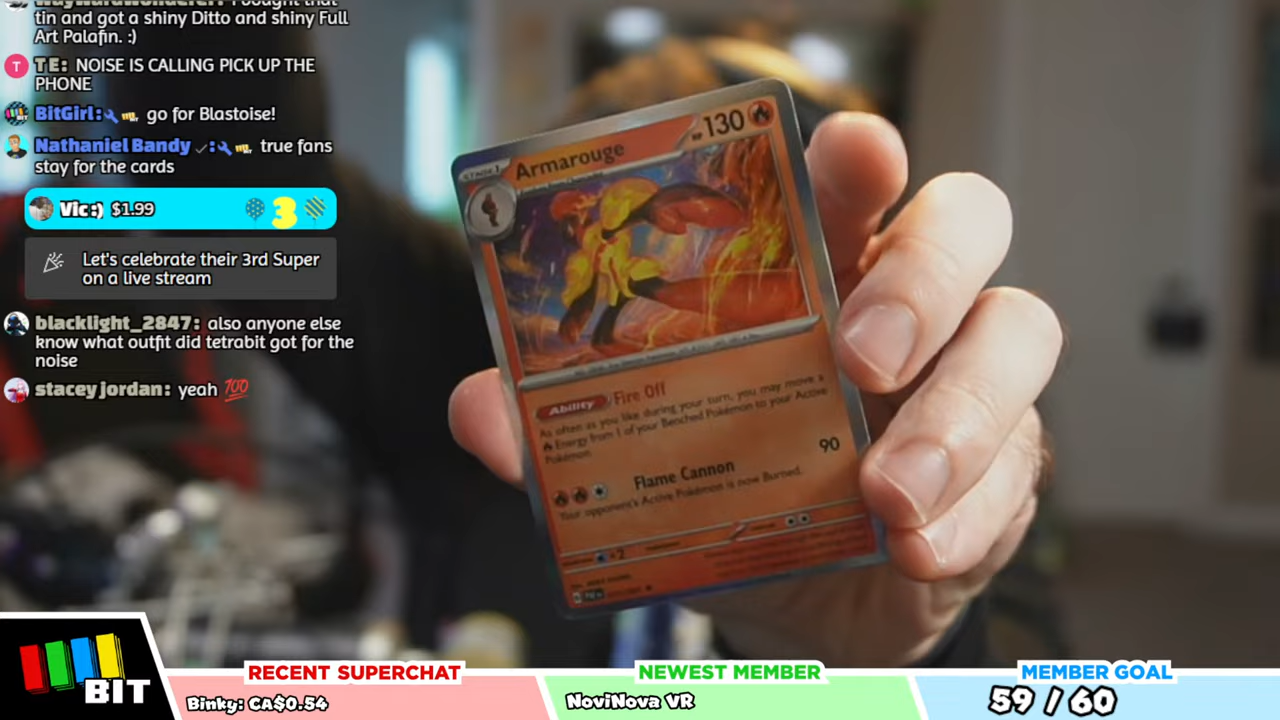 tin and got a shiny Ditto and shiny Full
Art Palafin. :)
T TE: NOISE IS CALLING PICK UP THE
PHONE
BitGirl: go for Blastoise!
Nathaniel Bandy : true fans
stay for the cards
Vic:) $1.99 3
Let's celebrate their 3rd Super
on a live stream
blacklight_2847: also anyone else
know what outfit did tetrabit got for the
noise
stacey jordan: yeah 💯
STAGE 1 Armarouge HP 130
Ability Fire Off
As often as you like during your turn, you may move a
Energy from 1 of your Benched Pokémon to your Active
Pokémon.
Flame Cannon 90
Your opponent's Active Pokémon is now Burned.
×2
BIT
RECENT SUPERCHAT
Binky: CA$0.54
NEWEST MEMBER
NoviNova VR
MEMBER GOAL
59 / 60